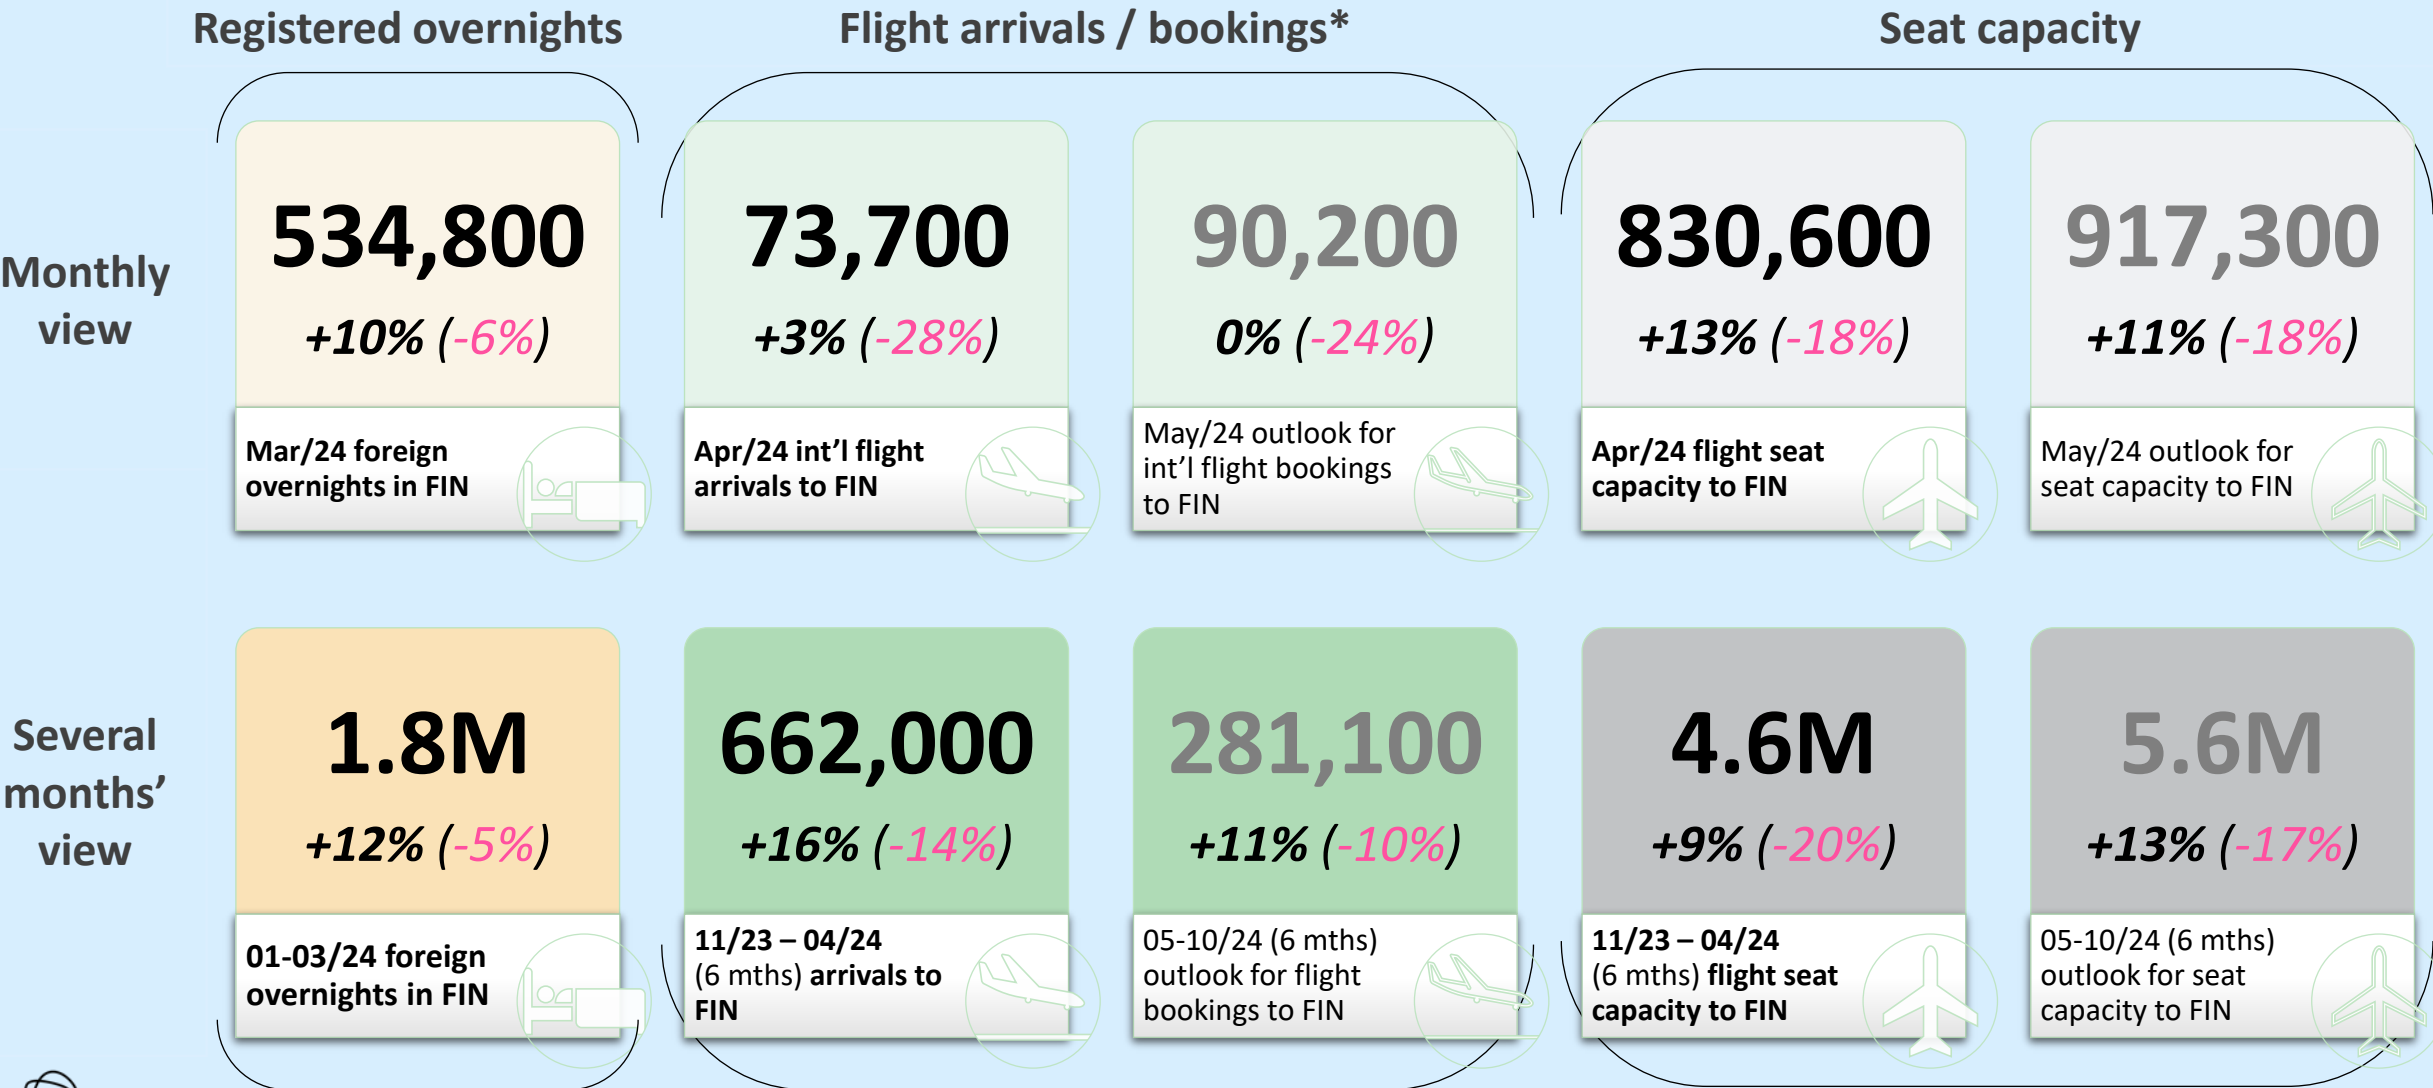 Registered overnights
Flight arrivals / bookings*
Seat capacity
Monthly
view
534,800
+10% (-6%)
Mar/24 foreign
overnights in FIN
73,700
+3% (-28%)
Apr/24 int’l flight
arrivals to FIN
90,200
0% (-24%)
May/24 outlook for
int’l flight bookings
to FIN
830,600
+13% (-18%)
Apr/24 flight seat
capacity to FIN
917,300
+11% (-18%)
May/24 outlook for
seat capacity to FIN
Several
months’
view
1.8M
+12% (-5%)
01-03/24 foreign
overnights in FIN
662,000
+16% (-14%)
11/23 – 04/24
(6 mths) arrivals to
FIN
281,100
+11% (-10%)
05-10/24 (6 mths)
outlook for flight
bookings to FIN
4.6M
+9% (-20%)
11/23 – 04/24
(6 mths) flight seat
capacity to FIN
5.6M
+13% (-17%)
05-10/24 (6 mths)
outlook for seat
capacity to FIN